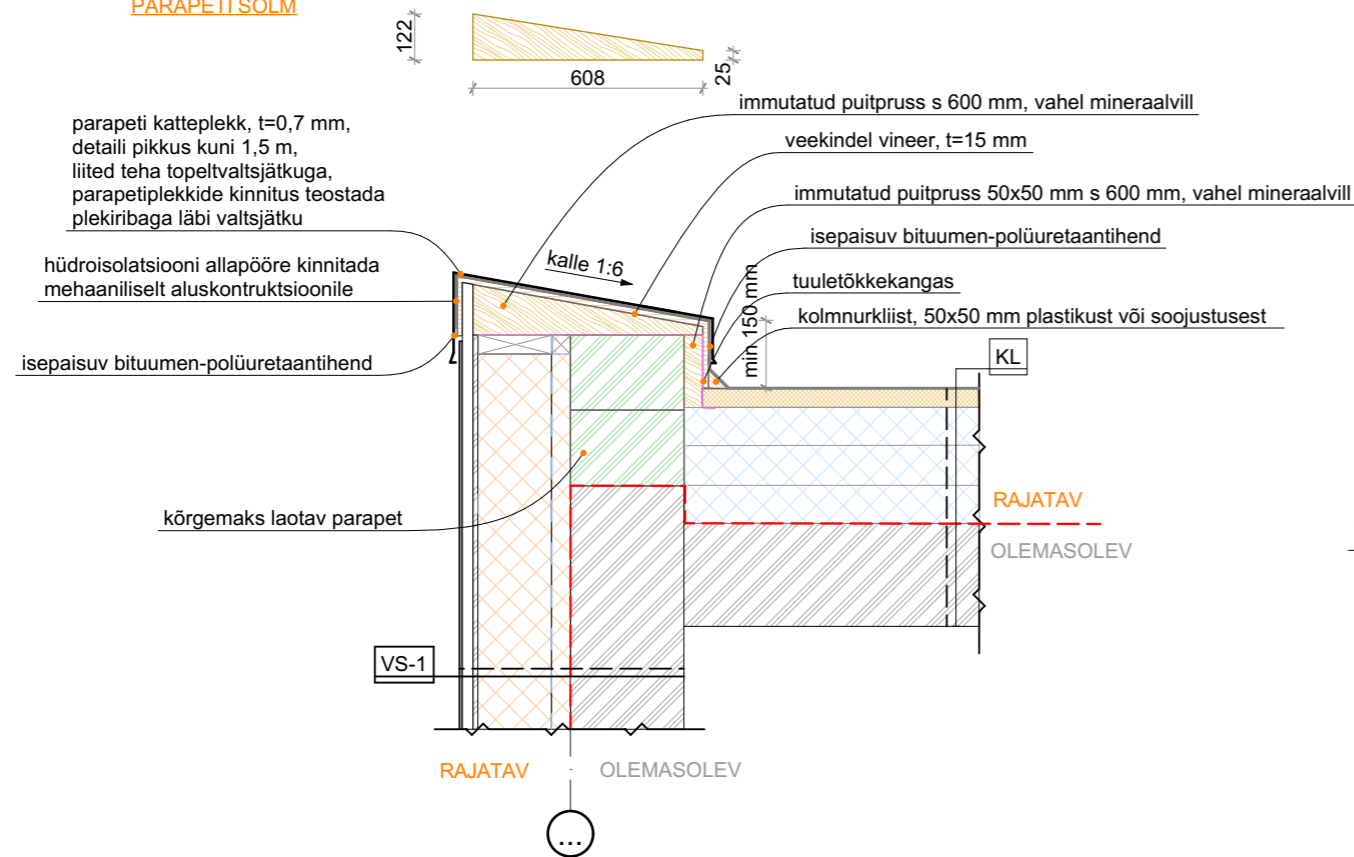 PARAPETI SÕLM
122
608
25
immutatud puitpruss s 600 mm, vahel mineraalvill
veekindel vineer, t=15 mm
immutatud puitpruss 50x50 mm s 600 mm, vahel mineraalvill
isepaisuv bituumen-polüuretaantihend
tuuletõkkekangas
kolmnurkliist, 50x50 mm plastikust või soojustusest
parapeti katteplekk, t=0,7 mm,
detaili pikkus kuni 1,5 m,
liited teha topeltvaltsjätkuga,
parapetiplekkide kinnitus teostada
plekiribaga läbi valtsjätku
hüdroisolatsiooni allapööre kinnitada
mehaaniliselt aluskontruktsioonile
isepaisuv bituumen-polüuretaantihend
kalle 1:6
min 150 mm
KL
kõrgemaks laotav parapet
RAJATAV
OLEMASOLEV
VS-1
RAJATAV
OLEMASOLEV
...